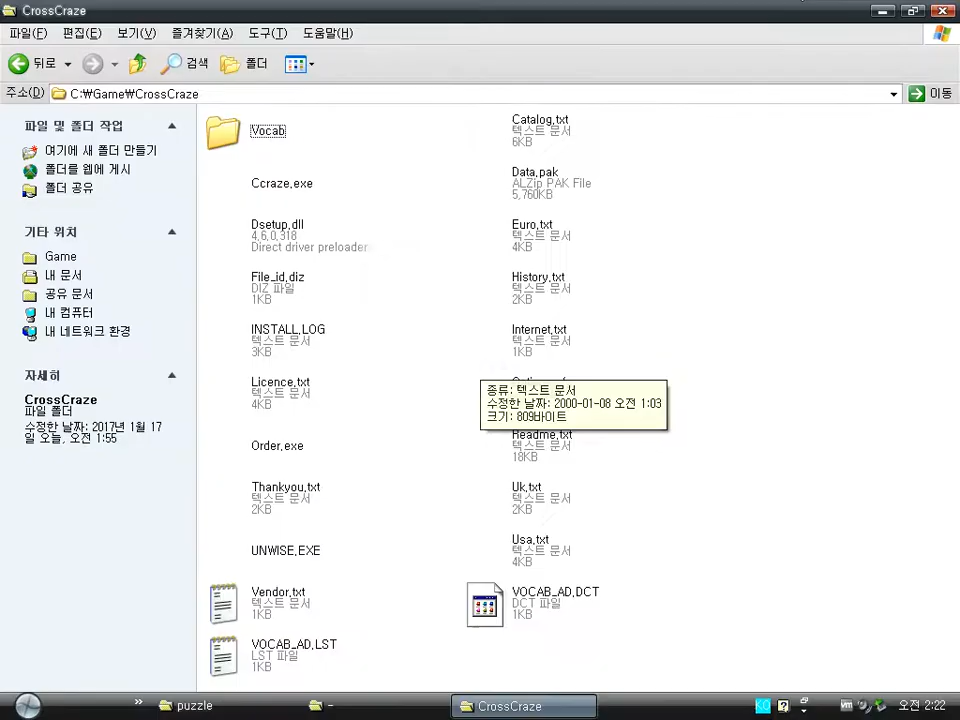 CrossCraze
파일(F) 편집(E) 보기(V) 즐겨찾기(A) 도구(T) 도움말(H)
뒤로 검색 폴더
주소(D) C:₩Game₩CrossCraze 이동
파일 및 폴더 작업
여기에 새 폴더 만들기
폴더를 웹에 게시
폴더 공유
기타 위치
Game
내 문서
공유 문서
내 컴퓨터
내 네트워크 환경
자세히
CrossCraze
파일 폴더
수정한 날짜: 2017년 1월 17
일 오늘, 오전 1:55
Vocab
Catalog.txt
텍스트 문서
6KB
Ccraze.exe
Data.pak
ALZip PAK File
5,760KB
Dsetup.dll
4.6.0.318
Direct driver preloader
Euro.txt
텍스트 문서
4KB
File_id.diz
DIZ 파일
1KB
History.txt
텍스트 문서
2KB
INSTALL.LOG
텍스트 문서
3KB
Internet.txt
텍스트 문서
1KB
Licence.txt
텍스트 문서
4KB
종류: 텍스트 문서
수정한 날짜: 2000-01-08 오전 1:03
크기: 809바이트
Order.exe
Readme.txt
텍스트 문서
18KB
Thankyou.txt
텍스트 문서
2KB
Uk.txt
텍스트 문서
2KB
UNWISE.EXE
Usa.txt
텍스트 문서
4KB
Vendor.txt
텍스트 문서
1KB
VOCAB_AD.DCT
DCT 파일
1KB
VOCAB_AD.LST
LST 파일
1KB
» puzzle - CrossCraze KO ? vm 오전 2:22